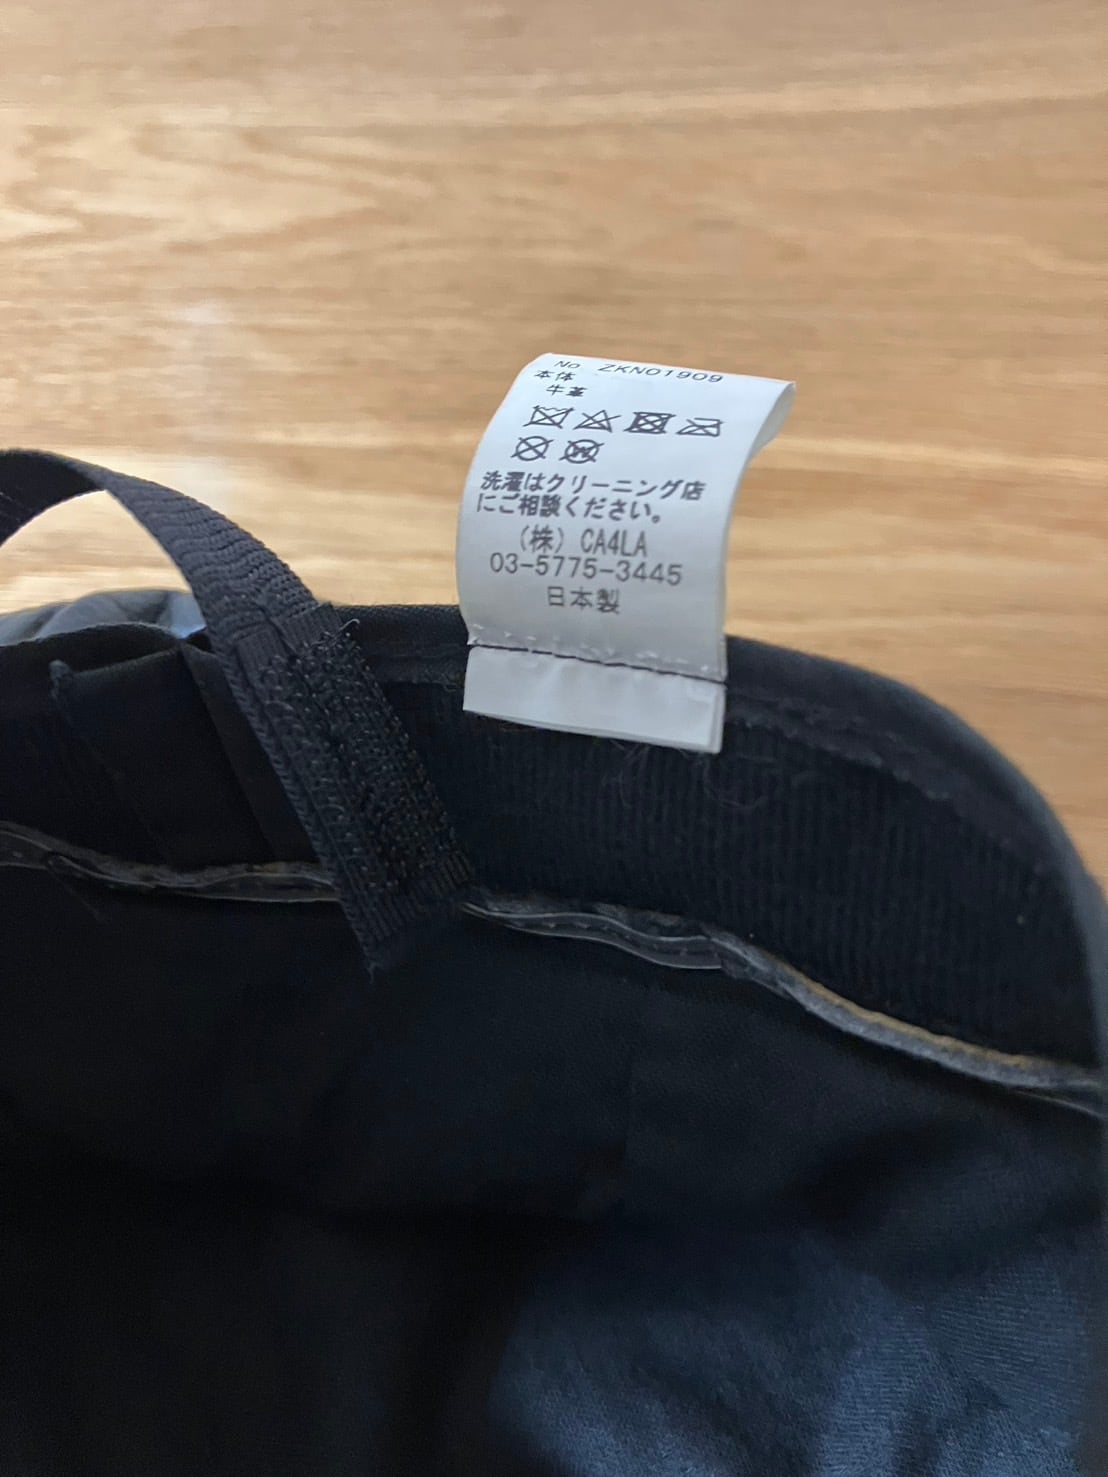 No ZKN01909
本体
牛革
洗濯はクリーニング店
にご相談ください。
(株) CA4LA
03-5775-3445
日本製